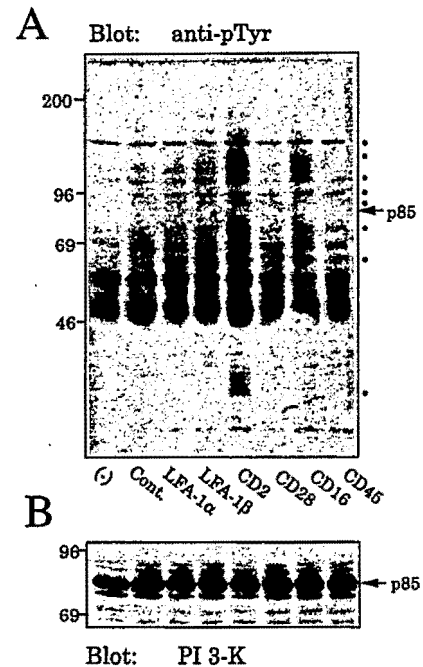 A
Blot: anti-pTyr
200
96
69
46
p85
(-) Cont. LFA-1α LFA-1β CD2 CD28 CD16 CD45
B
96
69
p85
Blot: PI 3-K